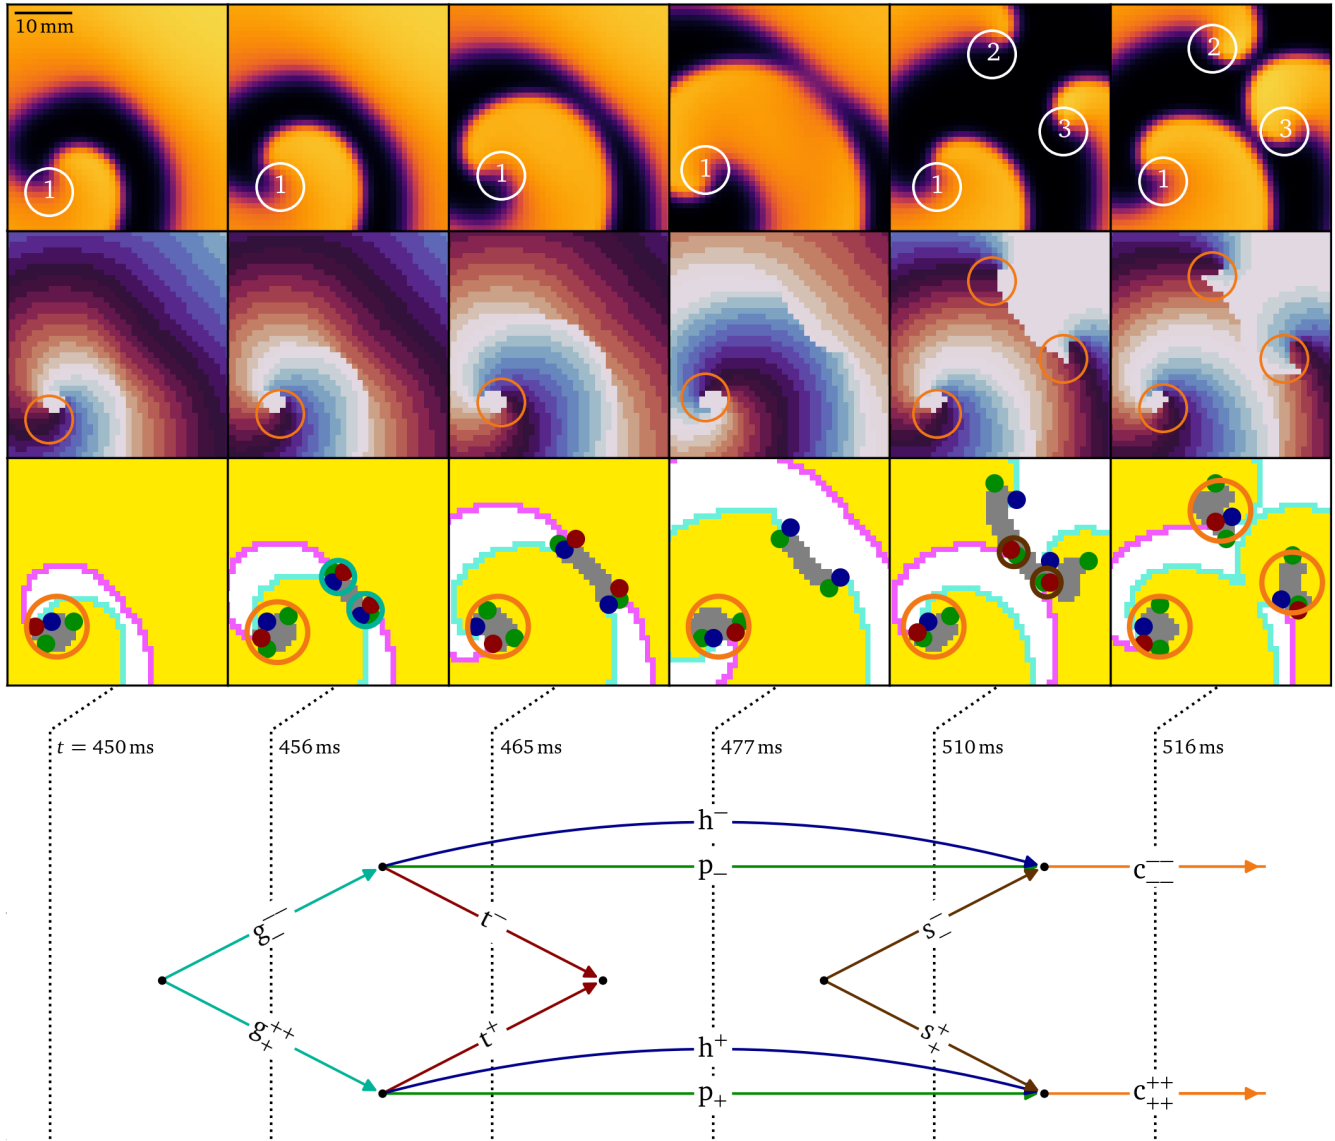 10 mm
1
1
1
1
2
3
1
2
3
1
t = 450 ms
456 ms
465 ms
477 ms
510 ms
516 ms
h⁻
p₋
c₋₋⁻⁻
g₋⁻⁻
t⁻
s₋⁻
g₊⁺⁺
t⁺
s₊⁺
h⁺
p₊
c₊₊⁺⁺